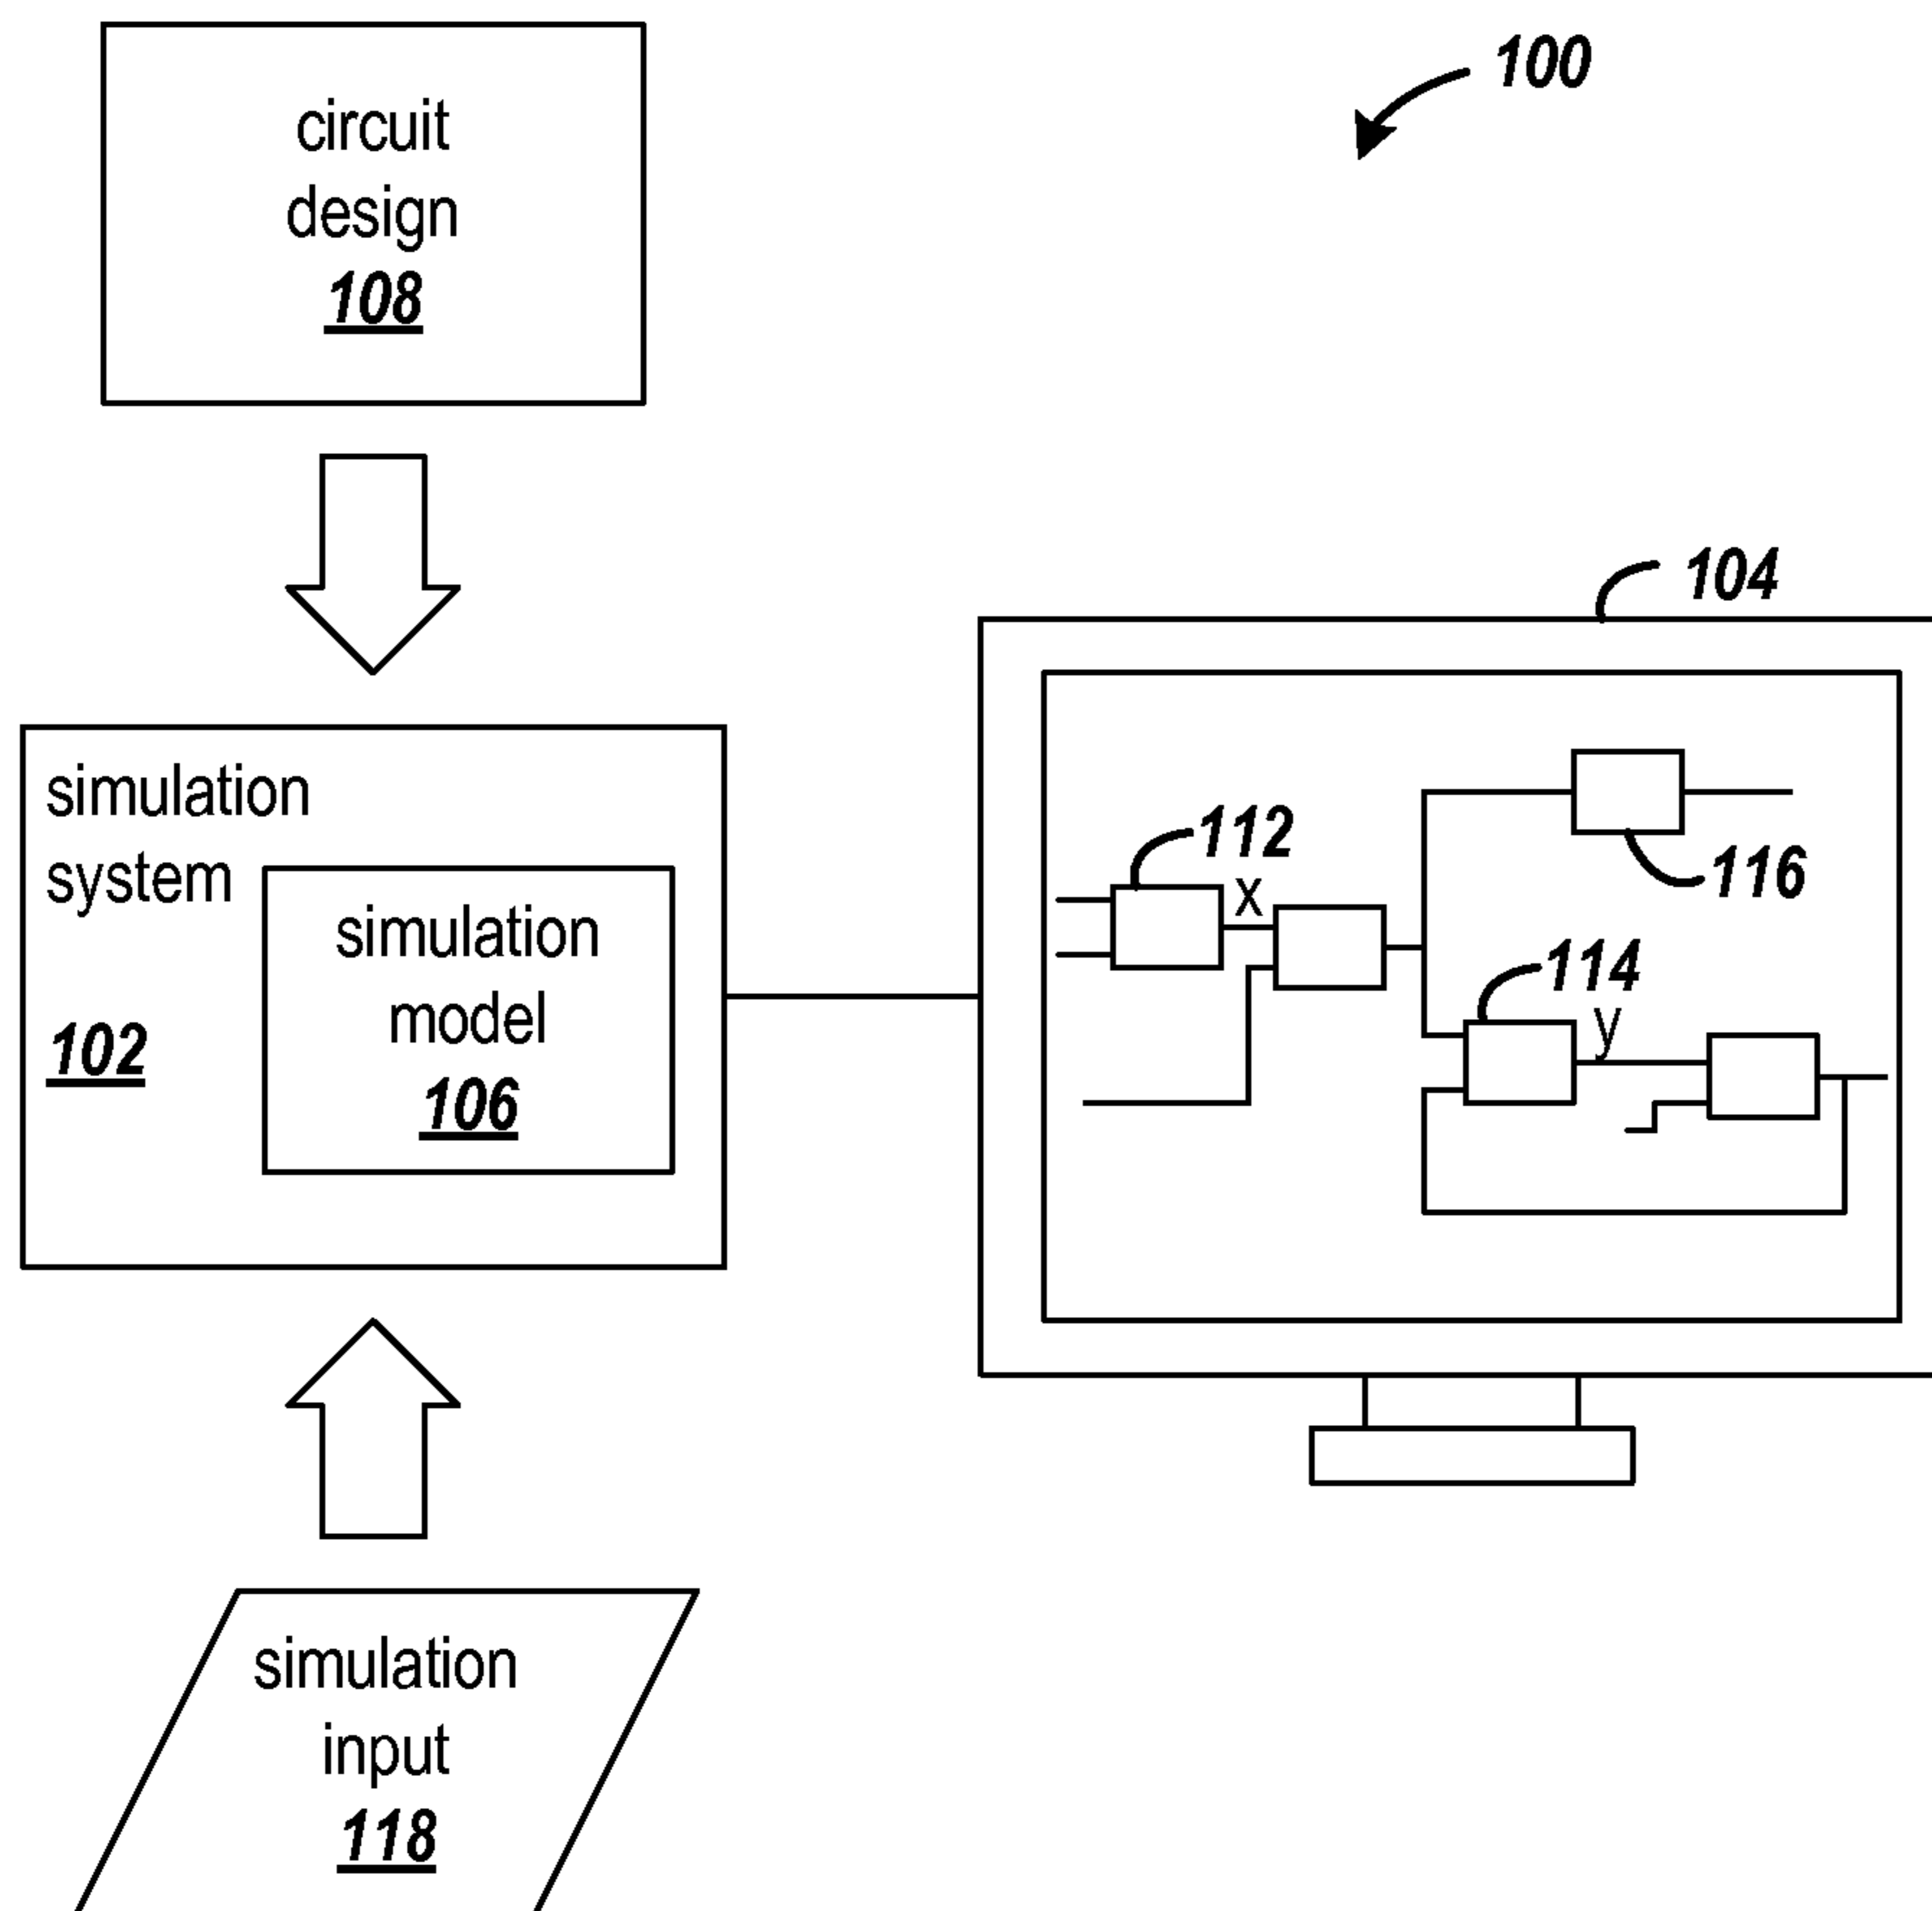 circuit
design
108
100
104
simulation
system
102
simulation
model
106
112
x
116
114
y
simulation
input
118